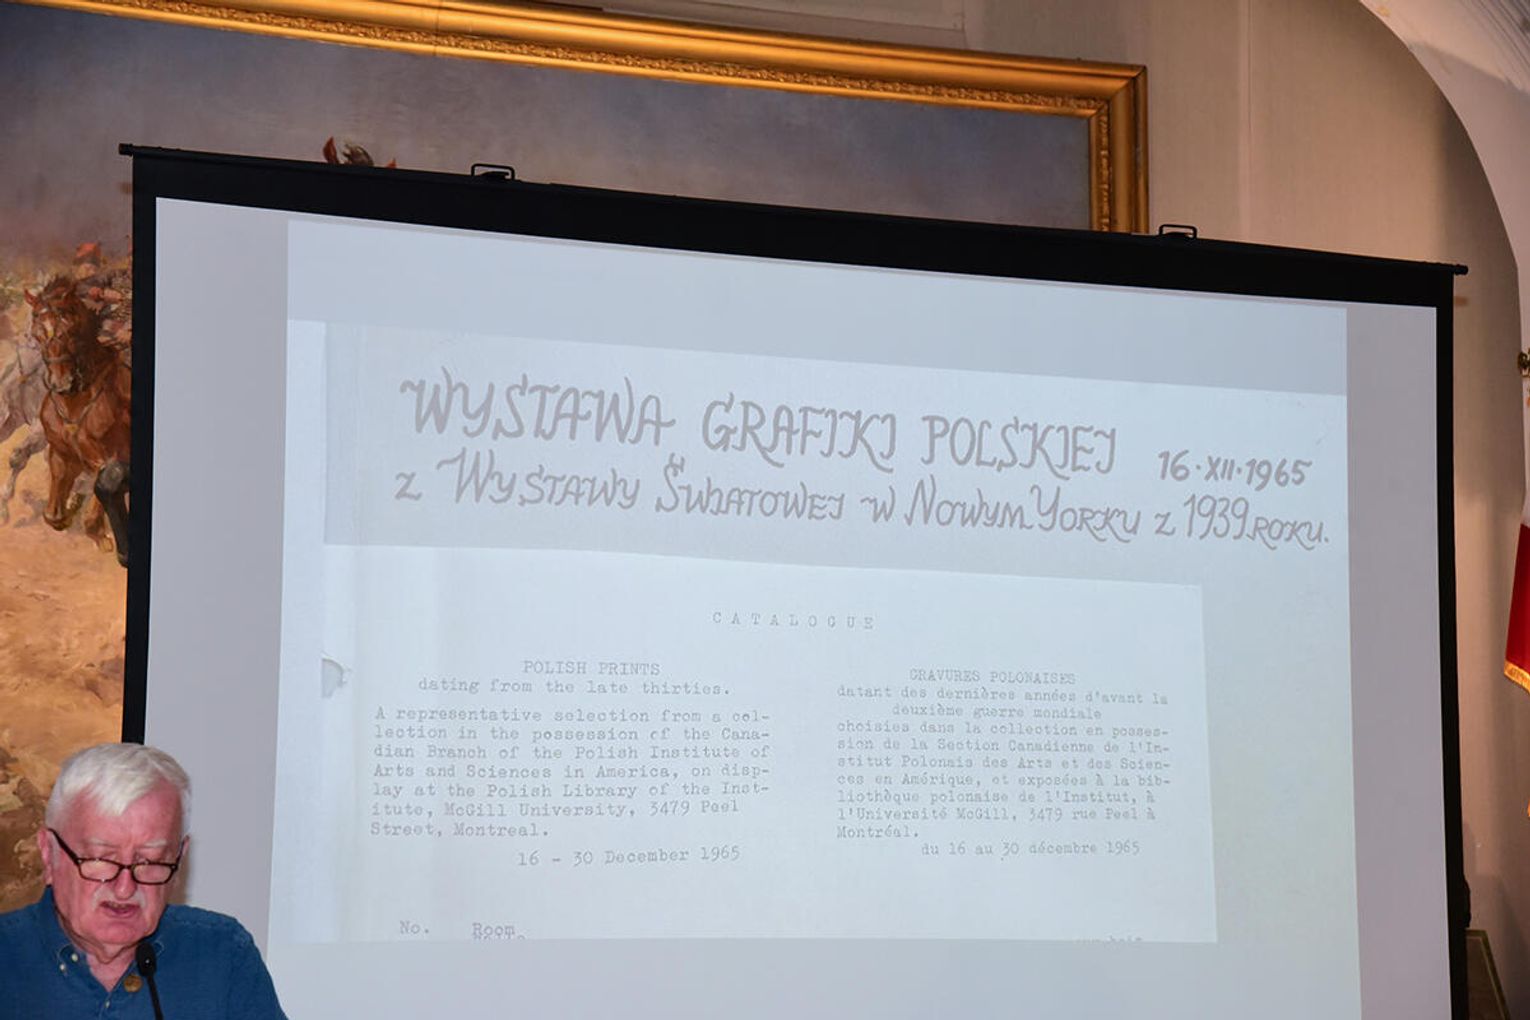 WYSTAWA GRAFIKI POLSKIEJ 16·XII·1965
z WYSTAWY ŚWIATOWEJ w NOWYM YORKU z 1939 ROKU.
CATALOGUE
POLISH PRINTS
dating from the late thirties.
A representative selection from a col-
lection in the possession of the Cana-
dian Branch of the Polish Institute of
Arts and Sciences in America, on disp-
lay at the Polish Library of the Inst-
itute, McGill University, 3479 Peel
Street, Montreal.
16 - 30 December 1965
GRAVURES POLONAISES
datant des dernières années d'avant la
deuxième guerre mondiale
choisies dans la collection en posses-
sion de la Section Canadienne de l'In-
stitut Polonais des Arts et des Scien-
ces en Amérique, et exposées à la bib-
liothèque polonaise de l'Institut, à
l'Université McGill, 3479 rue Peel à
Montréal.
du 16 au 30 décembre 1965
No. Room